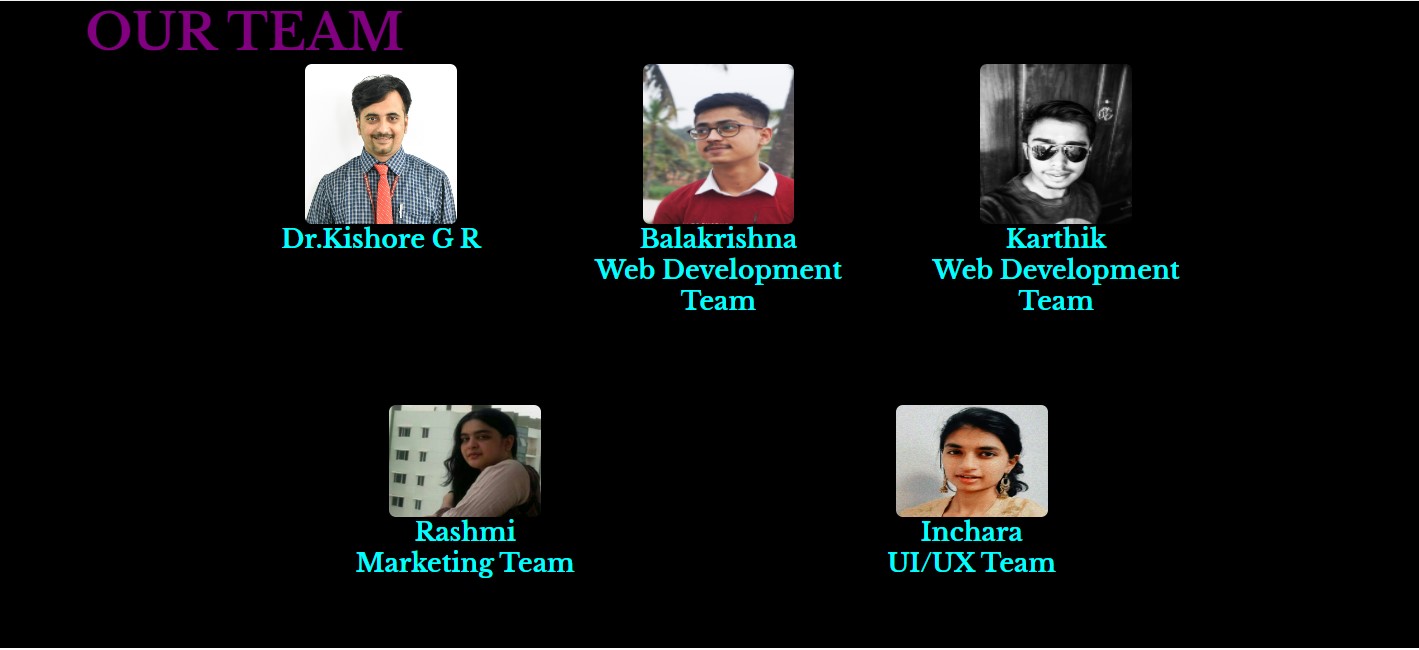 OUR TEAM
Dr.Kishore G R
Balakrishna
Web Development
Team
Karthik
Web Development
Team
Rashmi
Marketing Team
Inchara
UI/UX Team